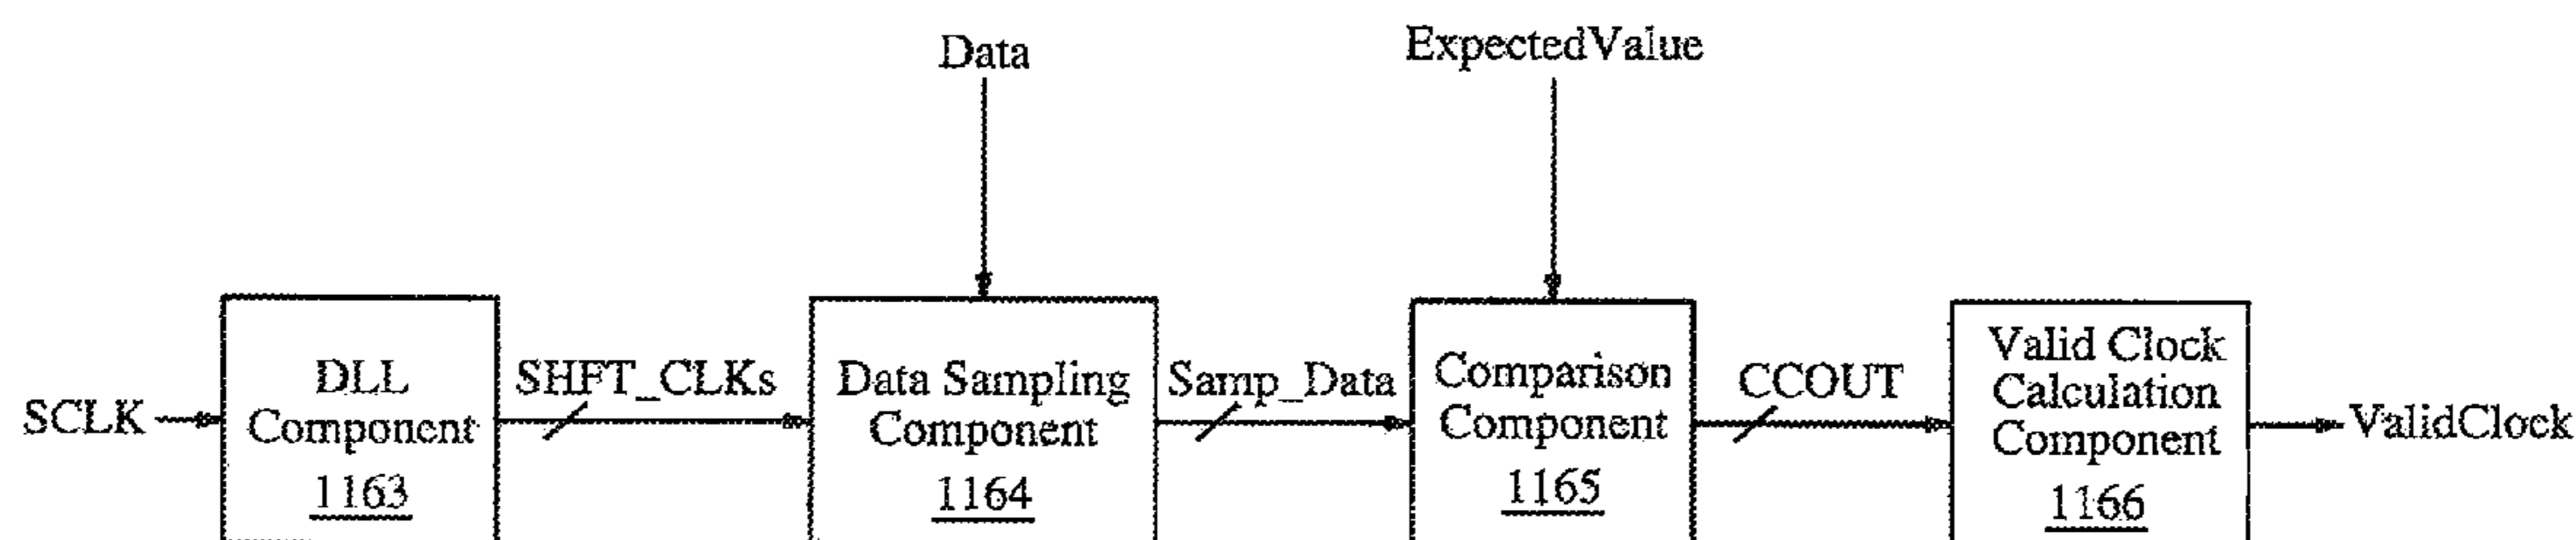 Data
ExpectedValue
SCLK
DLL
Component
1163
SHFT_CLKs
Data Sampling
Component
1164
Samp_Data
Comparison
Component
1165
CCOUT
Valid Clock
Calculation
Component
1166
ValidClock